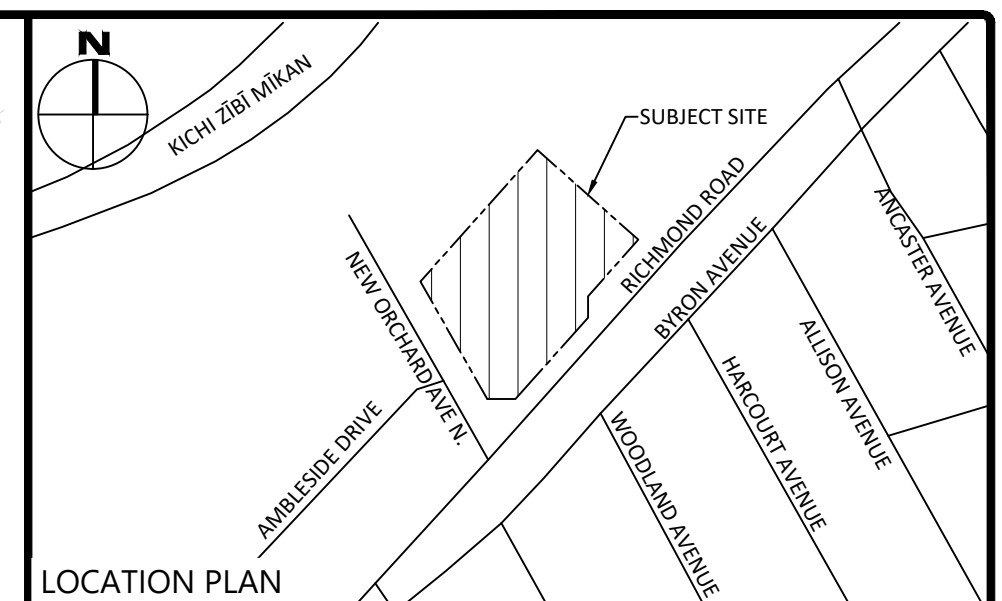 N
KICHI ZĪBĪ MĪKAN
SUBJECT SITE
RICHMOND ROAD
BYRON AVENUE
ANCASTER AVENUE
NEW ORCHARD AVE N.
ALLISON AVENUE
HARCOURT AVENUE
AMBLESIDE DRIVE
WOODLAND AVENUE
LOCATION PLAN